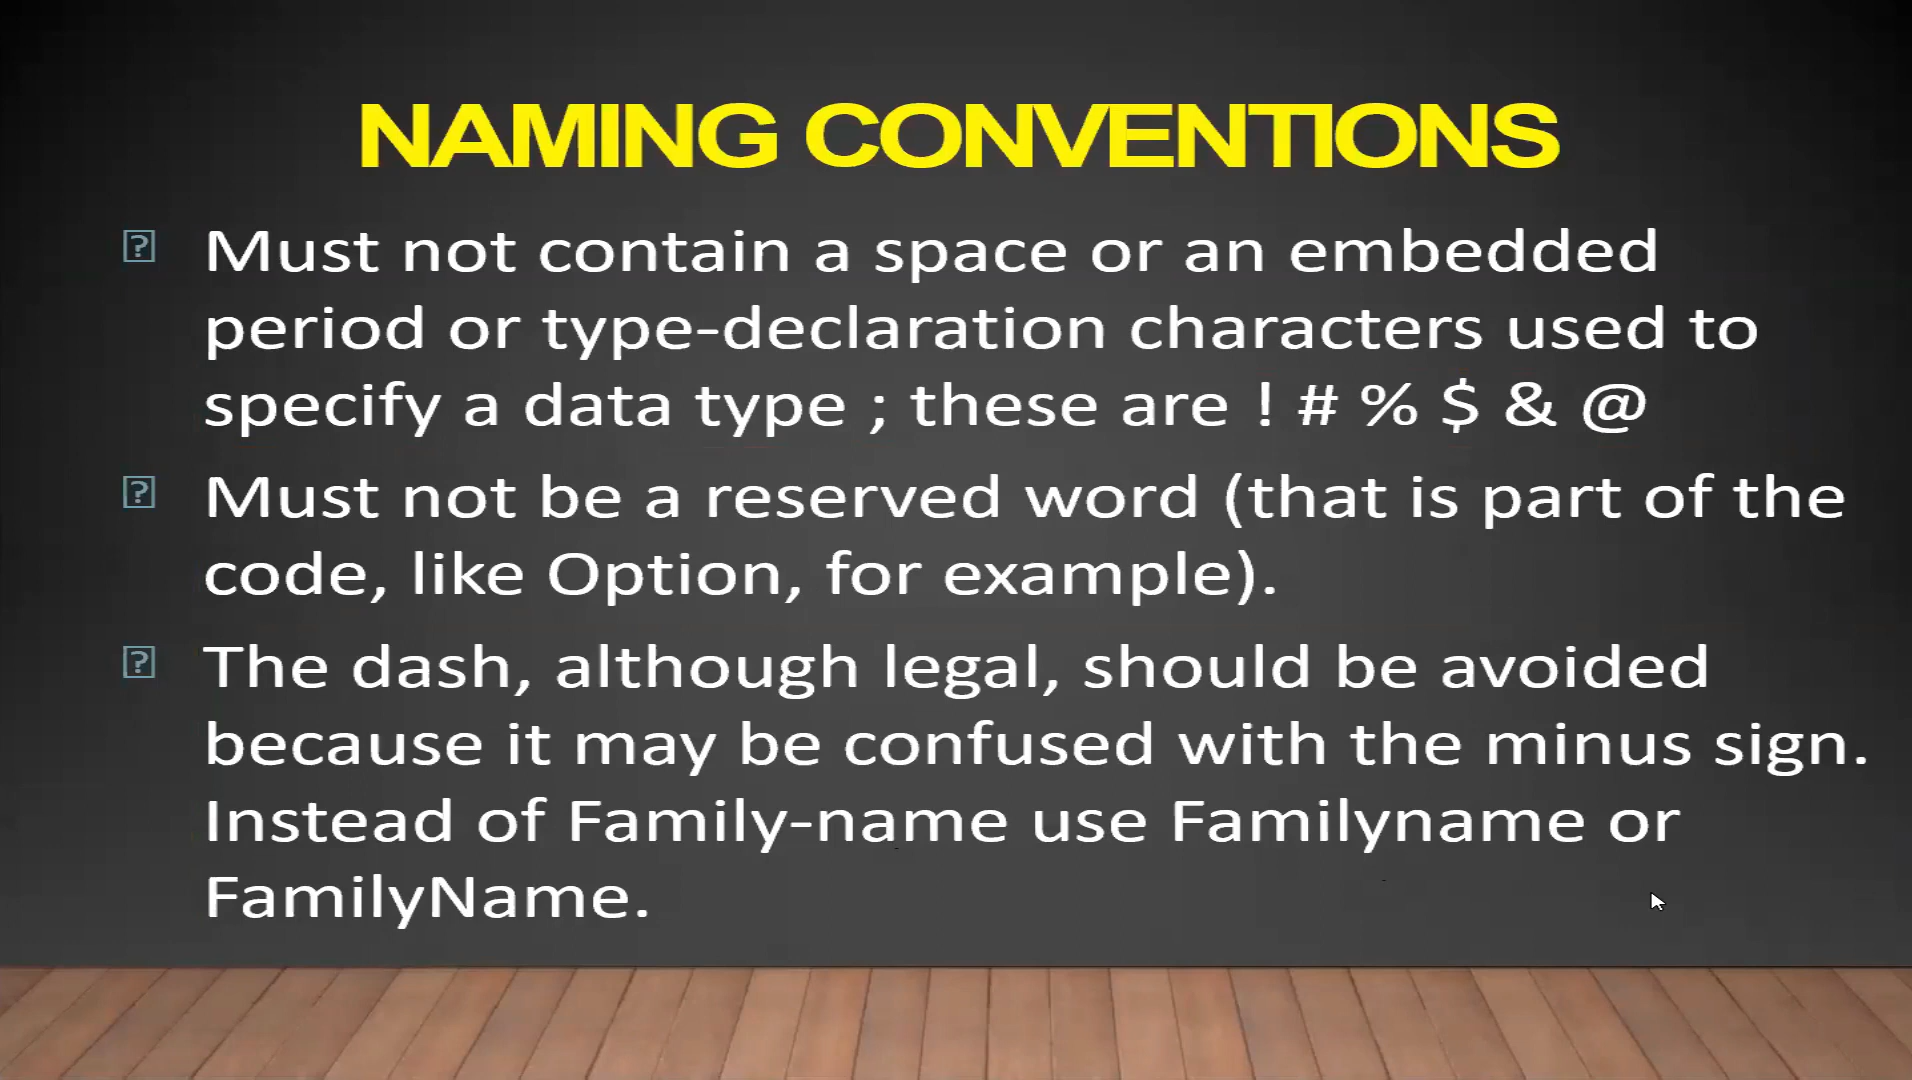 NAMING CONVENTIONS
Must not contain a space or an embedded
period or type-declaration characters used to
specify a data type ; these are ! # % $ & @
Must not be a reserved word (that is part of the
code, like Option, for example).
The dash, although legal, should be avoided
because it may be confused with the minus sign.
Instead of Family-name use Familyname or
FamilyName.